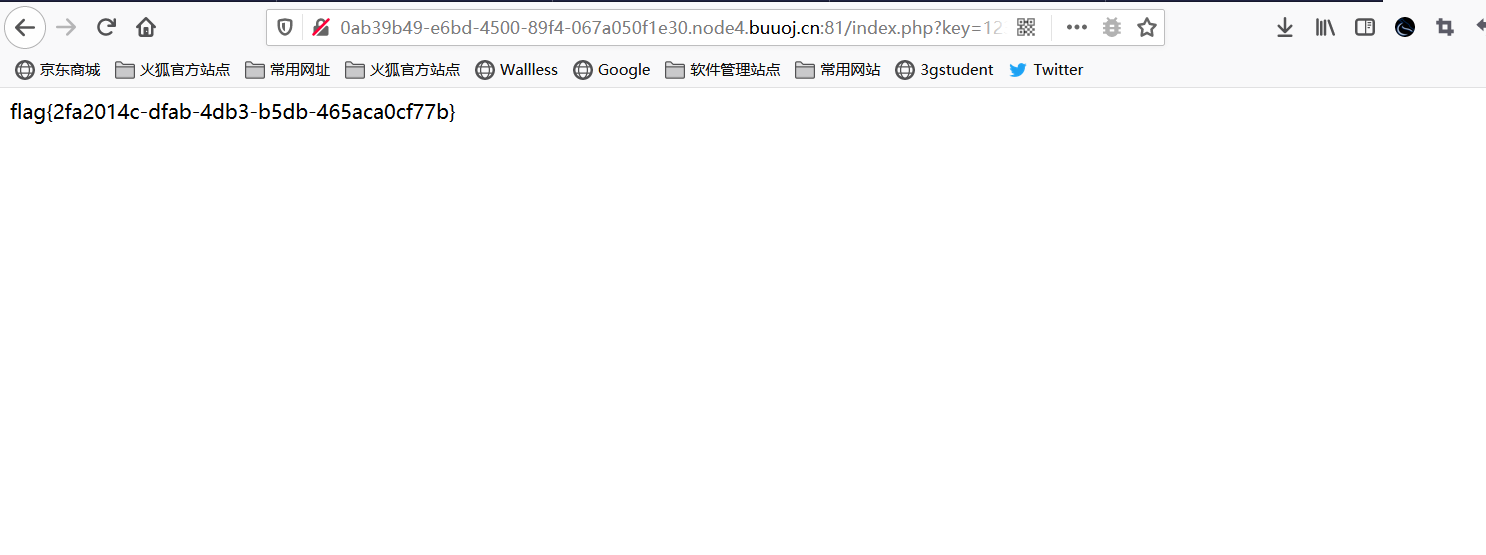 0ab39b49-e6bd-4500-89f4-067a050f1e30.node4.buuoj.cn:81/index.php?key=12
京东商城 火狐官方站点 常用网址 火狐官方站点 Wallless Google 软件管理站点 常用网站 3gstudent Twitter
flag{2fa2014c-dfab-4db3-b5db-465aca0cf77b}